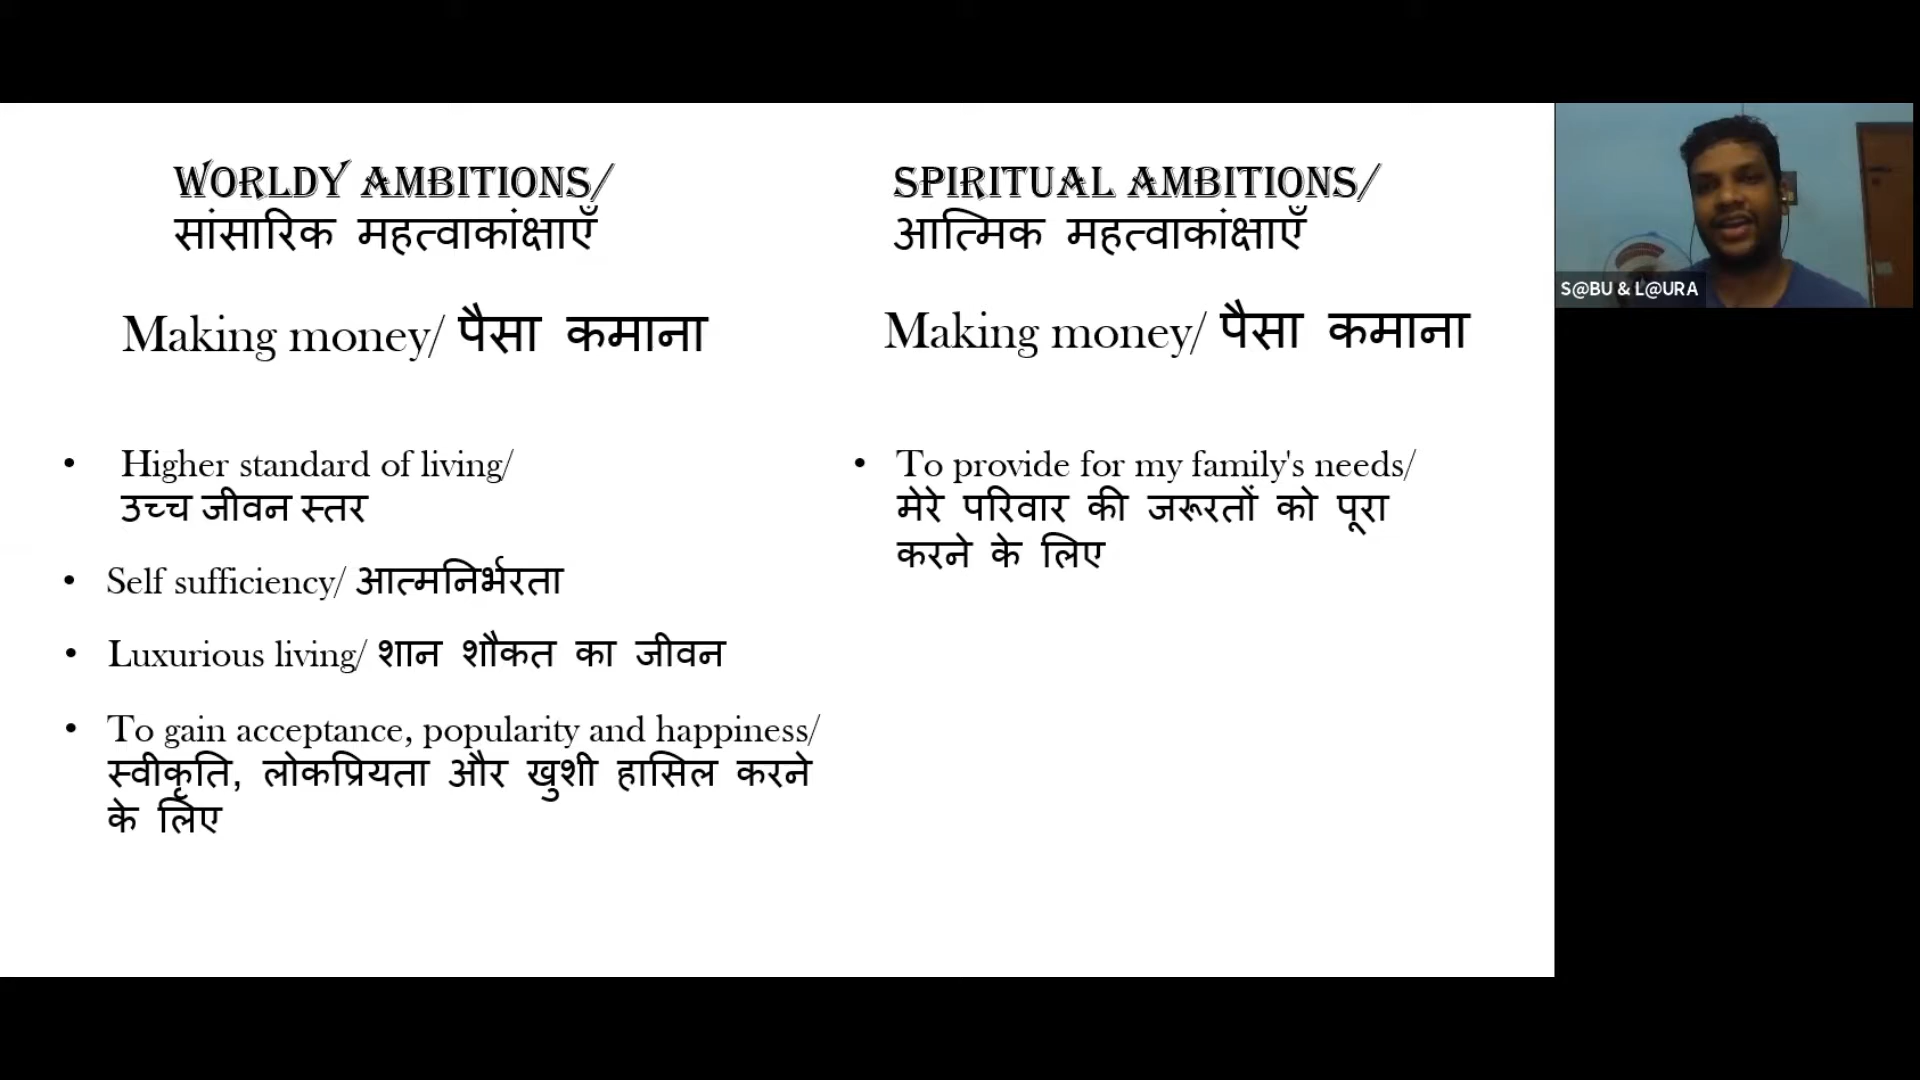 WORLDY AMBITIONS/
सांसारिक महत्वाकांक्षाएँ
Making money/ पैसा कमाना
• Higher standard of living/
उच्च जीवन स्तर
• Self sufficiency/ आत्मनिर्भरता
• Luxurious living/ शान शौकत का जीवन
• To gain acceptance, popularity and happiness/
स्वीकृति, लोकप्रियता और खुशी हासिल करने
के लिए
SPIRITUAL AMBITIONS/
आत्मिक महत्वाकांक्षाएँ
Making money/ पैसा कमाना
• To provide for my family's needs/
मेरे परिवार की जरूरतों को पूरा
करने के लिए
S@BU & L@URA